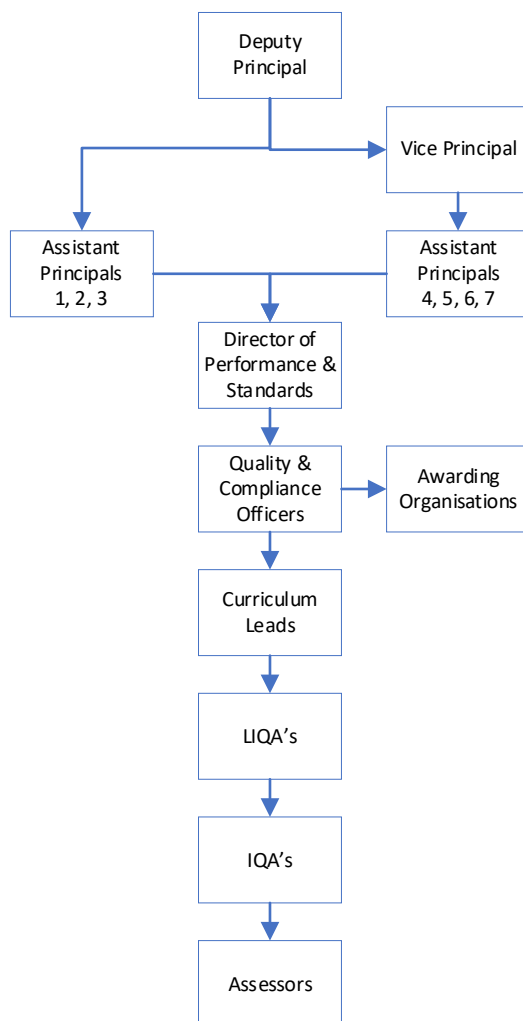 Deputy
Principal
Vice Principal
Assistant
Principals
1, 2, 3
Assistant
Principals
4, 5, 6, 7
Director of
Performance &
Standards
Quality &
Compliance
Officers
Awarding
Organisations
Curriculum
Leads
LIQA’s
IQA’s
Assessors